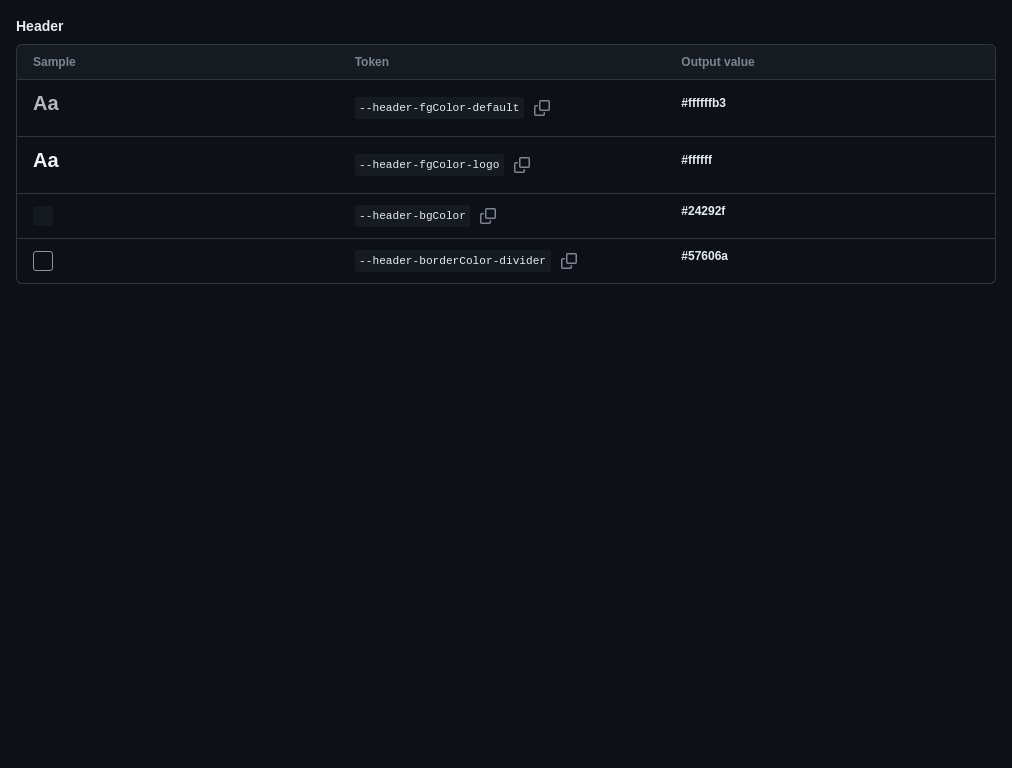 Header
Sample Token Output value
Aa --header-fgColor-default #ffffffb3
Aa --header-fgColor-logo #ffffff
--header-bgColor #24292f
--header-borderColor-divider #57606a